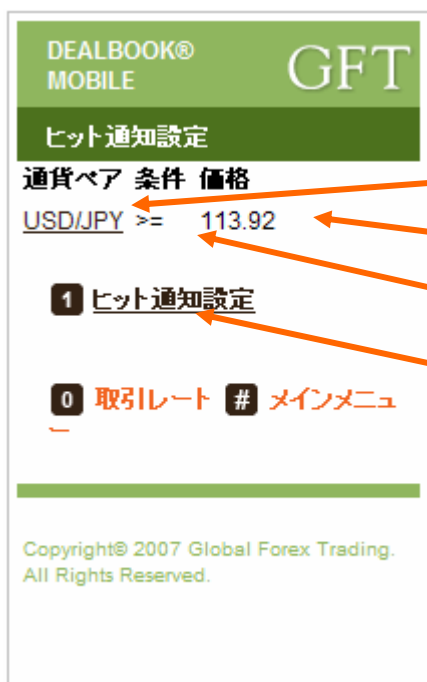 DEALBOOK®
MOBILE
GFT
ヒット通知設定
通貨ペア 条件 価格
USD/JPY >= 113.92
1 ヒット通知設定
0 取引レート # メインメニュ
ー
Copyright© 2007 Global Forex Trading.
All Rights Reserved.